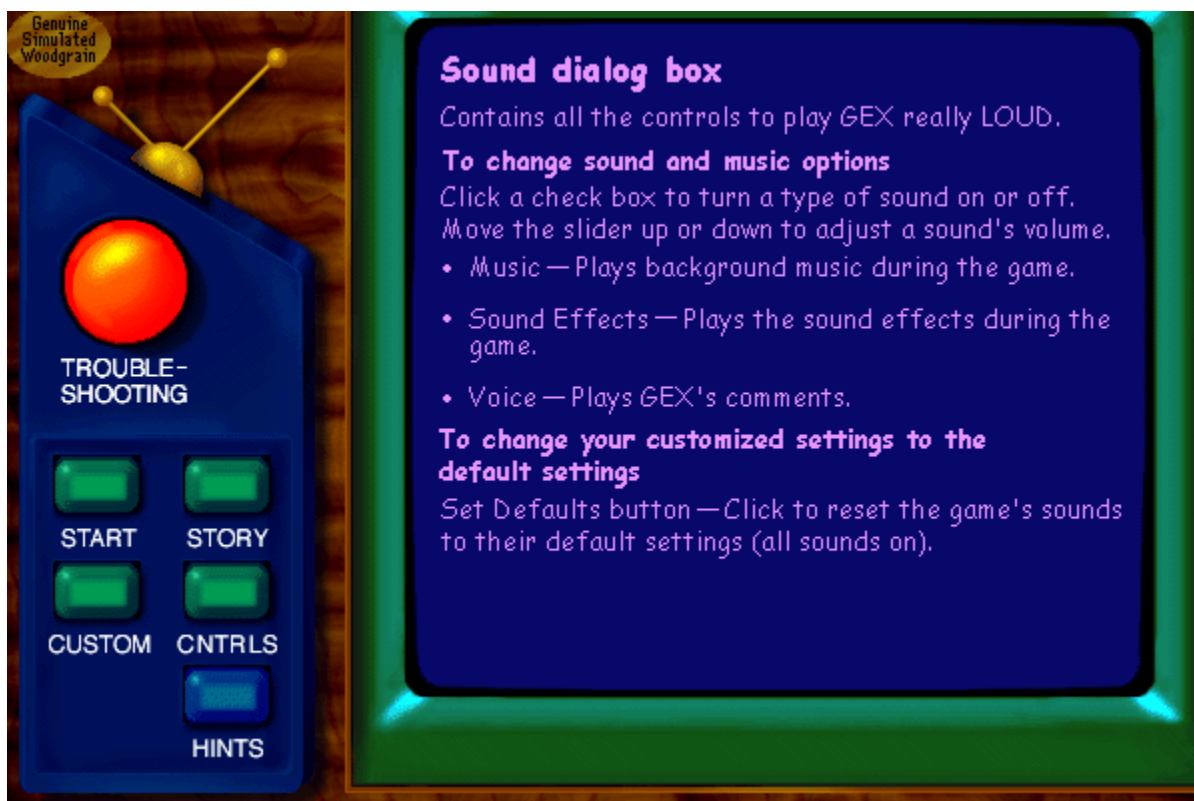 Genuine
Simulated
Woodgrain
TROUBLE-
SHOOTING
START
STORY
CUSTOM
CNTRLS
HINTS
Sound dialog box
Contains all the controls to play GEX really LOUD.
To change sound and music options
Click a check box to turn a type of sound on or off.
Move the slider up or down to adjust a sound's volume.
• Music — Plays background music during the game.
• Sound Effects — Plays the sound effects during the
game.
• Voice — Plays GEX's comments.
To change your customized settings to the
default settings
Set Defaults button — Click to reset the game's sounds
to their default settings (all sounds on).